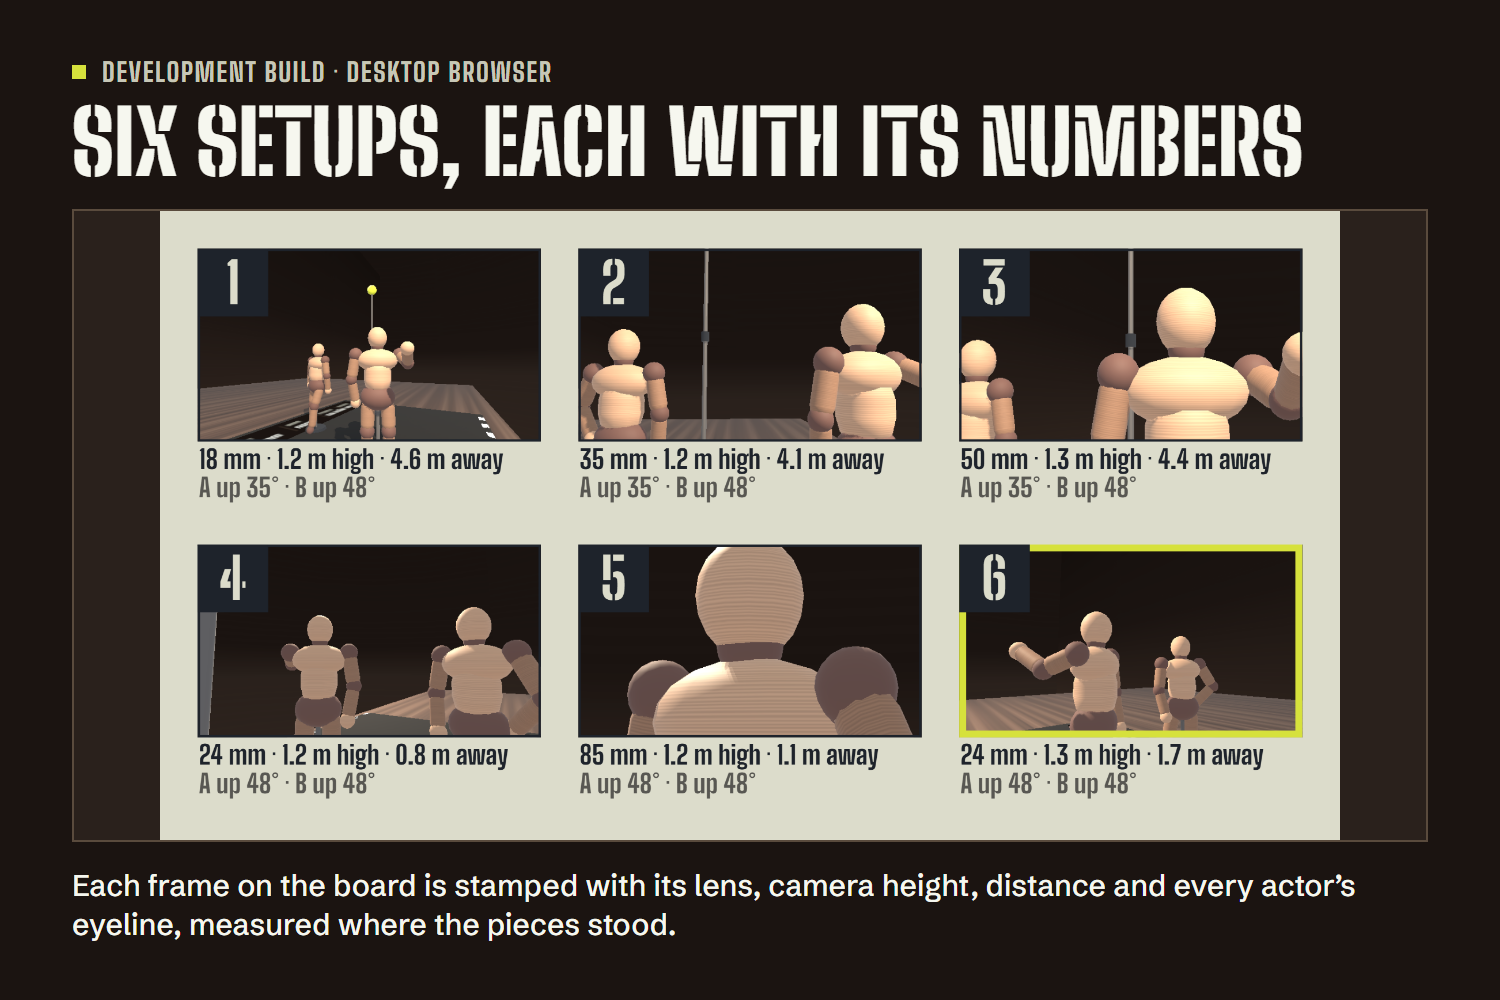 DEVELOPMENT BUILD · DESKTOP BROWSER
SIX SETUPS, EACH WITH ITS NUMBERS
1
2
3
18 mm · 1.2 m high · 4.6 m away
A up 35° · B up 48°
35 mm · 1.2 m high · 4.1 m away
A up 35° · B up 48°
50 mm · 1.3 m high · 4.4 m away
A up 35° · B up 48°
4
5
6
24 mm · 1.2 m high · 0.8 m away
A up 48° · B up 48°
85 mm · 1.2 m high · 1.1 m away
A up 48° · B up 48°
24 mm · 1.3 m high · 1.7 m away
A up 48° · B up 48°
Each frame on the board is stamped with its lens, camera height, distance and every actor’s
eyeline, measured where the pieces stood.